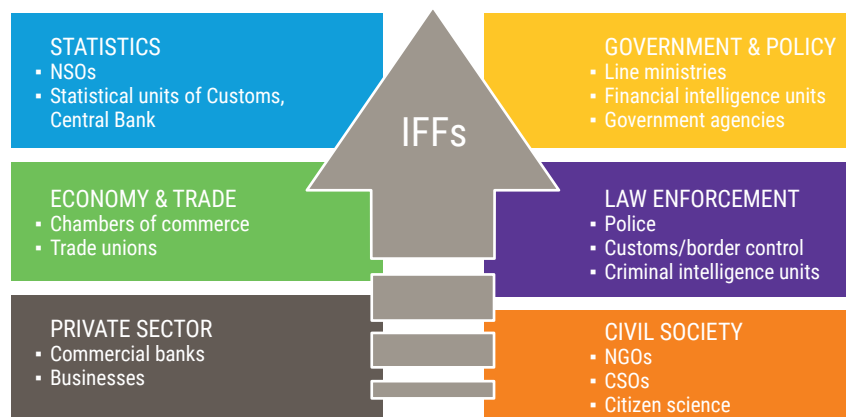 STATISTICS
▪ NSOs
▪ Statistical units of Customs,
Central Bank
IFFs
GOVERNMENT & POLICY
▪ Line ministries
▪ Financial intelligence units
▪ Government agencies
ECONOMY & TRADE
▪ Chambers of commerce
▪ Trade unions
LAW ENFORCEMENT
▪ Police
▪ Customs/border control
▪ Criminal intelligence units
PRIVATE SECTOR
▪ Commercial banks
▪ Businesses
CIVIL SOCIETY
▪ NGOs
▪ CSOs
▪ Citizen science